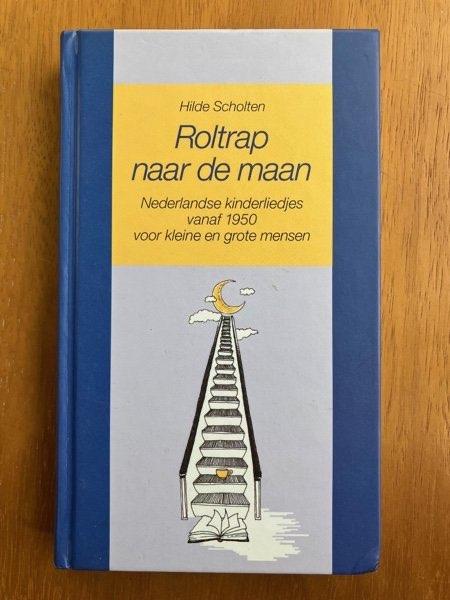 Hilde Scholten
Roltrap
naar de maan
Nederlandse kinderliedjes
vanaf 1950
voor kleine en grote mensen